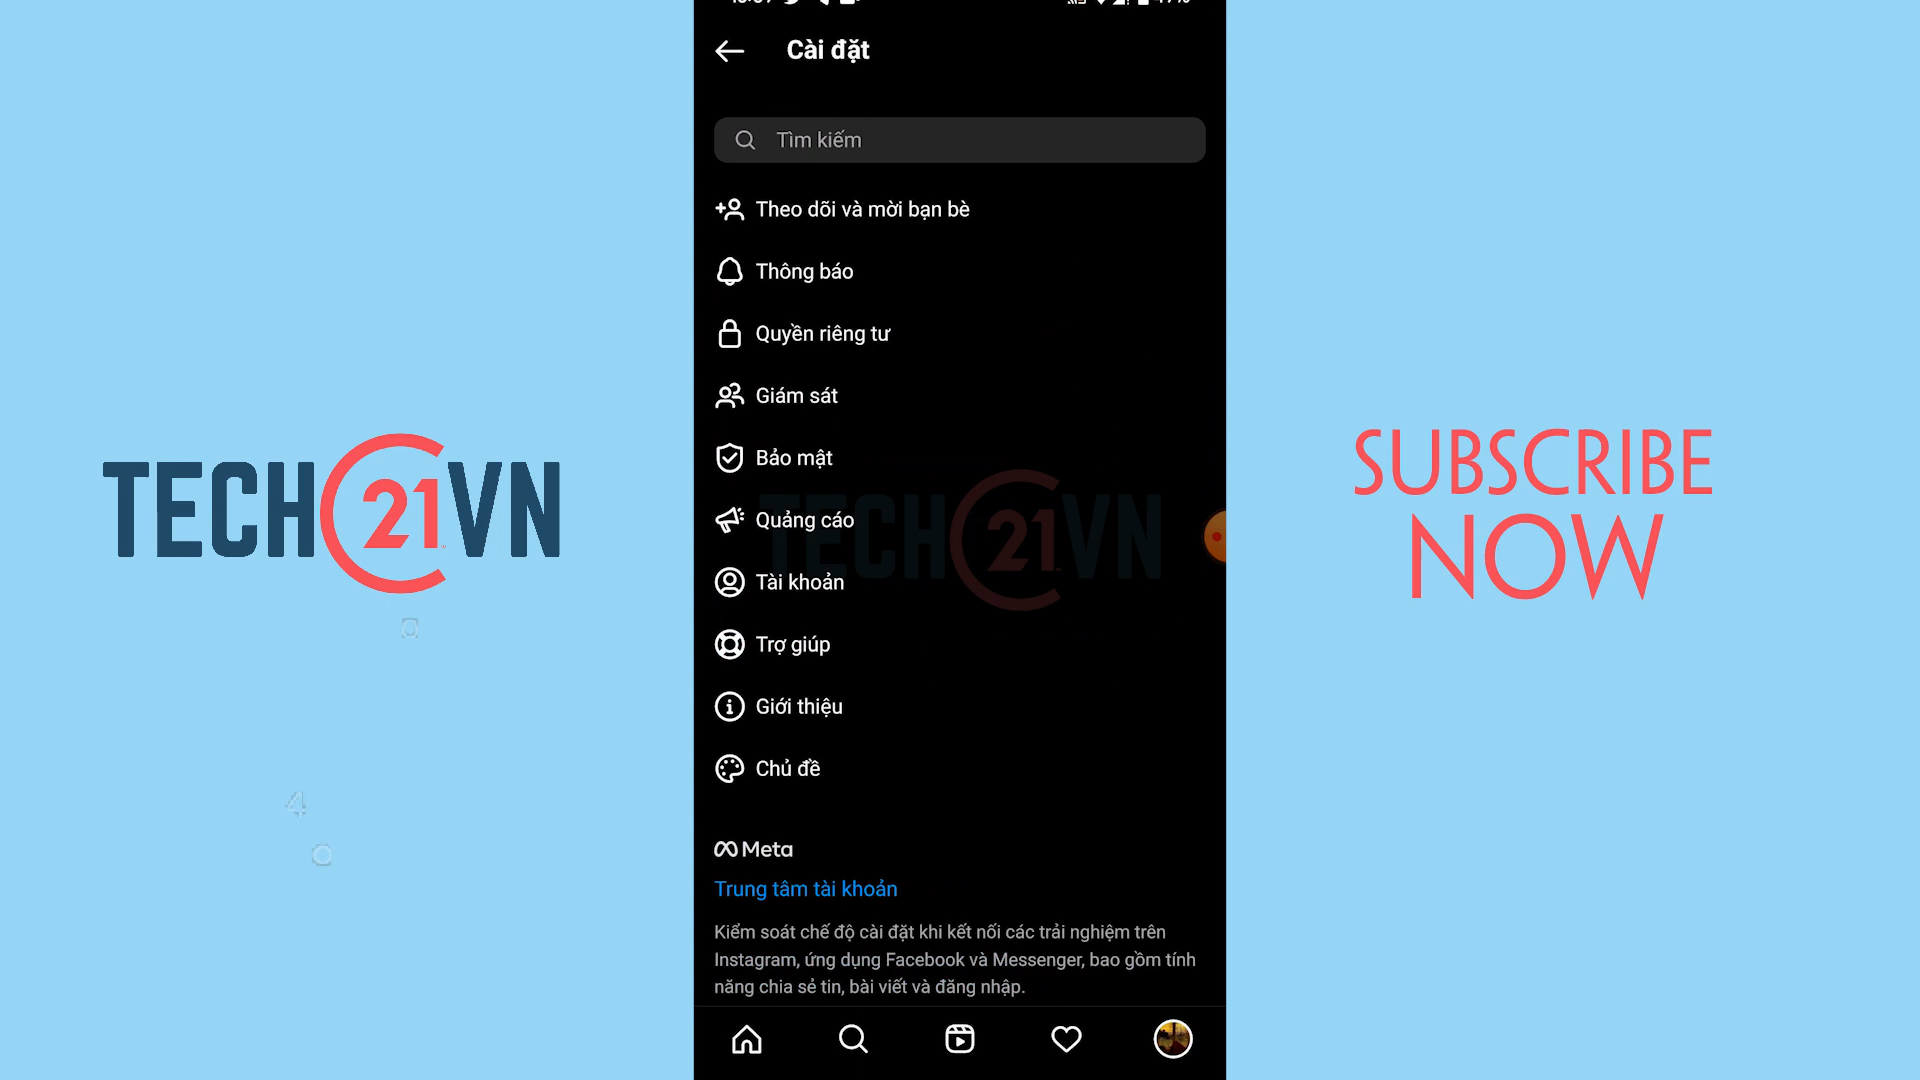 Cài đặt
Tìm kiếm
Theo dõi và mời bạn bè
Thông báo
Quyền riêng tư
Giám sát
Bảo mật
Quảng cáo
Tài khoản
Trợ giúp
Giới thiệu
Chủ đề
Meta
Trung tâm tài khoản
Kiểm soát chế độ cài đặt khi kết nối các trải nghiệm trên
Instagram, ứng dụng Facebook và Messenger, bao gồm tính
năng chia sẻ tin, bài viết và đăng nhập.
TECH21VN
TECH21VN
SUBSCRIBE
NOW
4